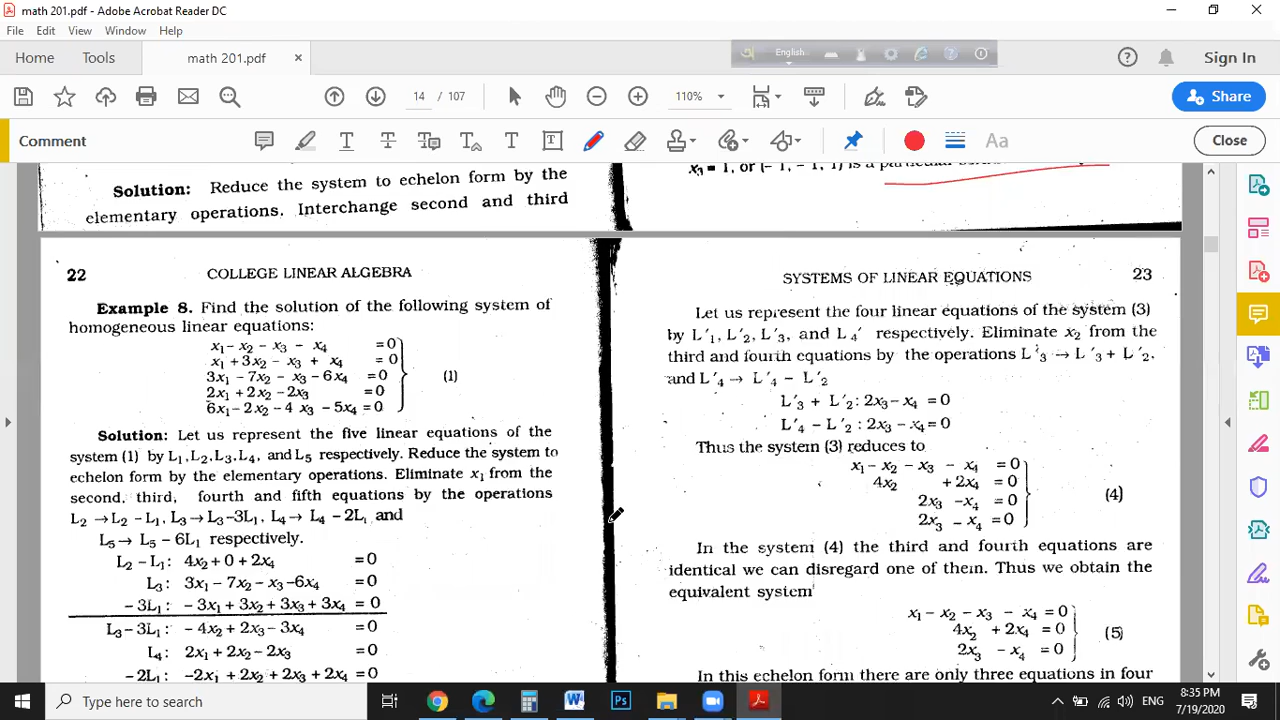 math 201.pdf - Adobe Acrobat Reader DC
File Edit View Window Help
Home Tools math 201.pdf × English Sign In
14 / 107 110% Share
Comment Close
Solution: Reduce the system to echelon form by the
elementary operations. Interchange second and third
x₃ = 1, or (- 1, - 1, 1) is a particular
22 COLLEGE LINEAR ALGEBRA
Example 8. Find the solution of the following system of
homogeneous linear equations:
x₁ - x₂ - x₃ - x₄ = 0
x₁ + 3x₂ - x₃ + x₄ = 0
3x₁ - 7x₂ - x₃ - 6x₄ = 0 (1)
2x₁ + 2x₂ - 2x₃ = 0
6x₁ - 2x₂ - 4 x₃ - 5x₄ = 0
Solution: Let us represent the five linear equations of the
system (1) by L₁, L₂, L₃, L₄, and L₅ respectively. Reduce the system to
echelon form by the elementary operations. Eliminate x₁ from the
second, third, fourth and fifth equations by the operations
L₂ → L₂ - L₁, L₃ → L₃ - 3L₁, L₄ → L₄ - 2L₁ and
L₅ → L₅ - 6L₁ respectively.
L₂ - L₁: 4x₂ + 0 + 2x₄ = 0
L₃: 3x₁ - 7x₂ - x₃ - 6x₄ = 0
- 3L₁: - 3x₁ + 3x₂ + 3x₃ + 3x₄ = 0
L₃ - 3L₁: - 4x₂ + 2x₃ - 3x₄ = 0
L₄: 2x₁ + 2x₂ - 2x₃ = 0
- 2L₁: -2x₁ + 2x₂ + 2x₃ + 2x₄ = 0
SYSTEMS OF LINEAR EQUATIONS 23
Let us represent the four linear equations of the system (3)
by L′₁, L′₂, L′₃, and L₄′ respectively. Eliminate x₂ from the
third and fourth equations by the operations L′₃ → L′₃ + L′₂,
and L′₄ → L′₄ - L′₂
L′₃ + L′₂ : 2x₃ - x₄ = 0
L′₄ - L′₂ : 2x₃ - x₄ = 0
Thus the system (3) reduces to
x₁ - x₂ - x₃ - x₄ = 0
4x₂ + 2x₄ = 0
2x₃ - x₄ = 0 (4)
2x₃ - x₄ = 0
In the system (4) the third and fourth equations are
identical we can disregard one of them. Thus we obtain the
equivalent system
x₁ - x₂ - x₃ - x₄ = 0
4x₂ + 2x₄ = 0 (5)
2x₃ - x₄ = 0
In this echelon form there are only three equations in four
Type here to search ENG 8:35 PM
7/19/2020